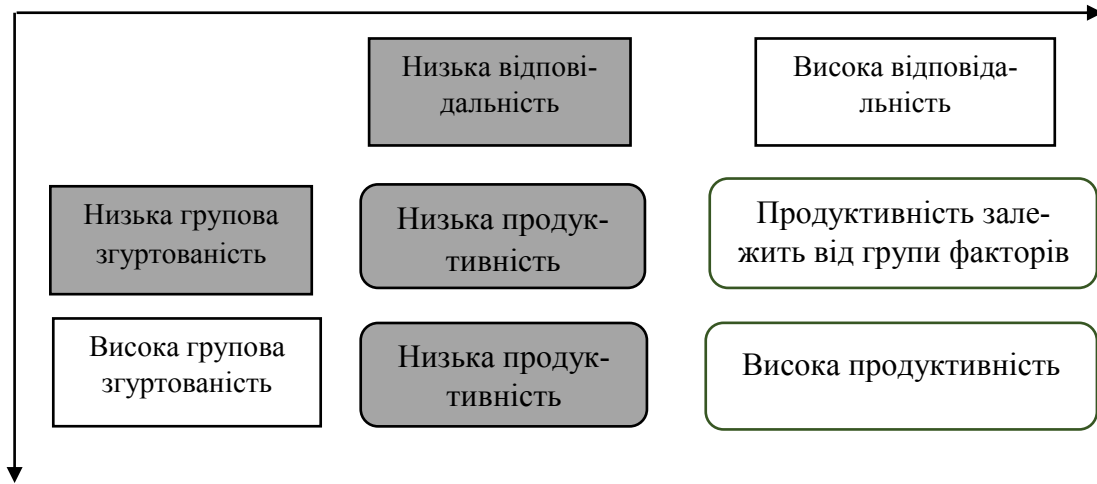 Низька відпові-
дальність
Висока відповіда-
льність
Низька групова
згуртованість
Низька продук-
тивність
Продуктивність зале-
жить від групи факторів
Висока групова
згуртованість
Низька продук-
тивність
Висока продуктивність